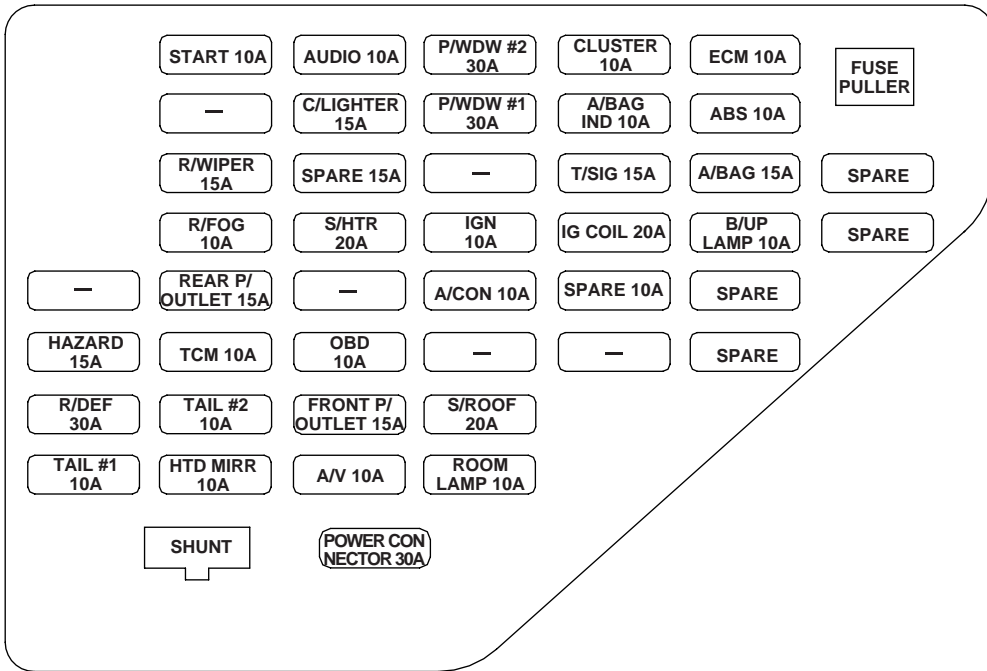 START 10A
AUDIO 10A
P/WDW #2
30A
CLUSTER
10A
ECM 10A
FUSE
PULLER
—
C/LIGHTER
15A
P/WDW #1
30A
A/BAG
IND 10A
ABS 10A
R/WIPER
15A
SPARE 15A
—
T/SIG 15A
A/BAG 15A
SPARE
R/FOG
10A
S/HTR
20A
IGN
10A
IG COIL 20A
B/UP
LAMP 10A
SPARE
—
REAR P/
OUTLET 15A
—
A/CON 10A
SPARE 10A
SPARE
HAZARD
15A
TCM 10A
OBD
10A
—
—
SPARE
R/DEF
30A
TAIL #2
10A
FRONT P/
OUTLET 15A
S/ROOF
20A
TAIL #1
10A
HTD MIRR
10A
A/V 10A
ROOM
LAMP 10A
SHUNT
POWER CON
NECTOR 30A